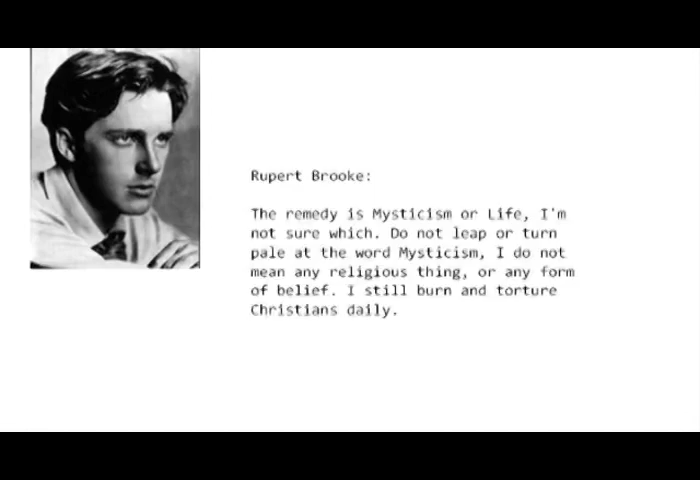 Rupert Brooke:
The remedy is Mysticism or Life, I'm
not sure which. Do not leap or turn
pale at the word Mysticism, I do not
mean any religious thing, or any form
of belief. I still burn and torture
Christians daily.